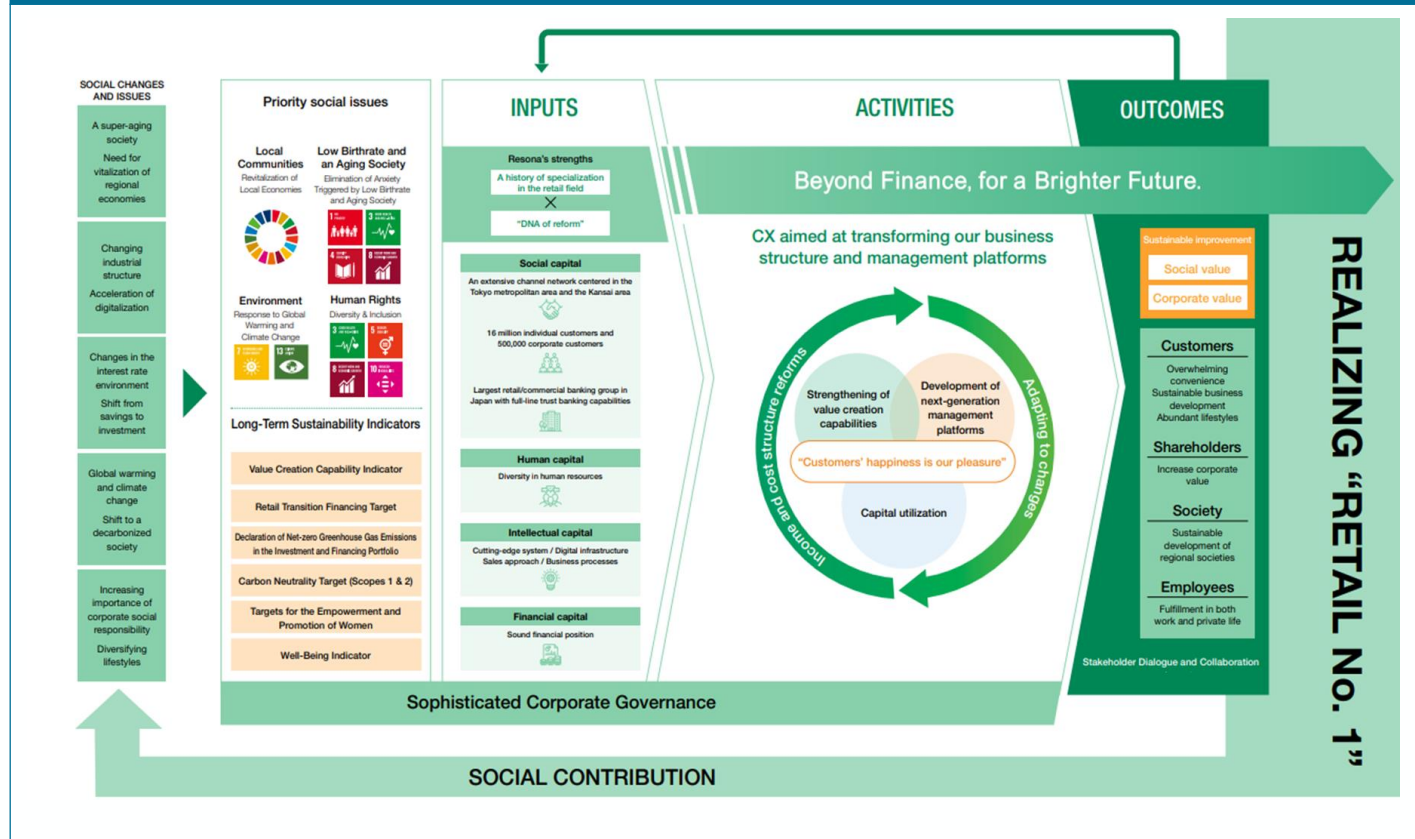 SOCIAL CHANGES
AND ISSUES
A super-aging
society
Need for
vitalization of
regional
economies
Changing
industrial
structure
Acceleration of
digitalization
Changes in the
interest rate
environment
Shift from
savings to
investment
Global warming
and climate
change
Shift to a
decarbonized
society
Increasing
importance of
corporate social
responsibility
Diversifying
lifestyles
Priority social issues
Local
Communities
Revitalization of
Local Economies
Low Birthrate and
an Aging Society
Elimination of Anxiety
Triggered by Low Birthrate
and Aging Society
1
3
4
8
Environment
Response to Global
Warming and
Climate Change
7
13
Human Rights
Diversity & Inclusion
3
5
8
10
Long-Term Sustainability Indicators
Value Creation Capability Indicator
Retail Transition Financing Target
Declaration of Net-zero Greenhouse Gas Emissions
in the Investment and Financing Portfolio
Carbon Neutrality Target (Scopes 1 & 2)
Targets for the Empowerment and
Promotion of Women
Well-Being Indicator
INPUTS
Resona's strengths
A history of specialization
in the retail field
×
“DNA of reform”
Social capital
An extensive channel network centered in the
Tokyo metropolitan area and the Kansai area
16 million individual customers and
500,000 corporate customers
Largest retail/commercial banking group in
Japan with full-line trust banking capabilities
Human capital
Diversity in human resources
Intellectual capital
Cutting-edge system / Digital infrastructure
Sales approach / Business processes
Financial capital
Sound financial position
ACTIVITIES
Beyond Finance, for a Brighter Future.
CX aimed at transforming our business
structure and management platforms
Income and cost structure reforms
Adapting to changes
Strengthening of
value creation
capabilities
Development of
next-generation
management
platforms
“Customers' happiness is our pleasure”
Capital utilization
OUTCOMES
Sustainable improvement
Social value
Corporate value
Customers
Overwhelming
convenience
Sustainable business
development
Abundant lifestyles
Shareholders
Increase corporate
value
Society
Sustainable
development of
regional societies
Employees
Fulfillment in both
work and private life
Stakeholder Dialogue and Collaboration
REALIZING “RETAIL No. 1”
Sophisticated Corporate Governance
SOCIAL CONTRIBUTION